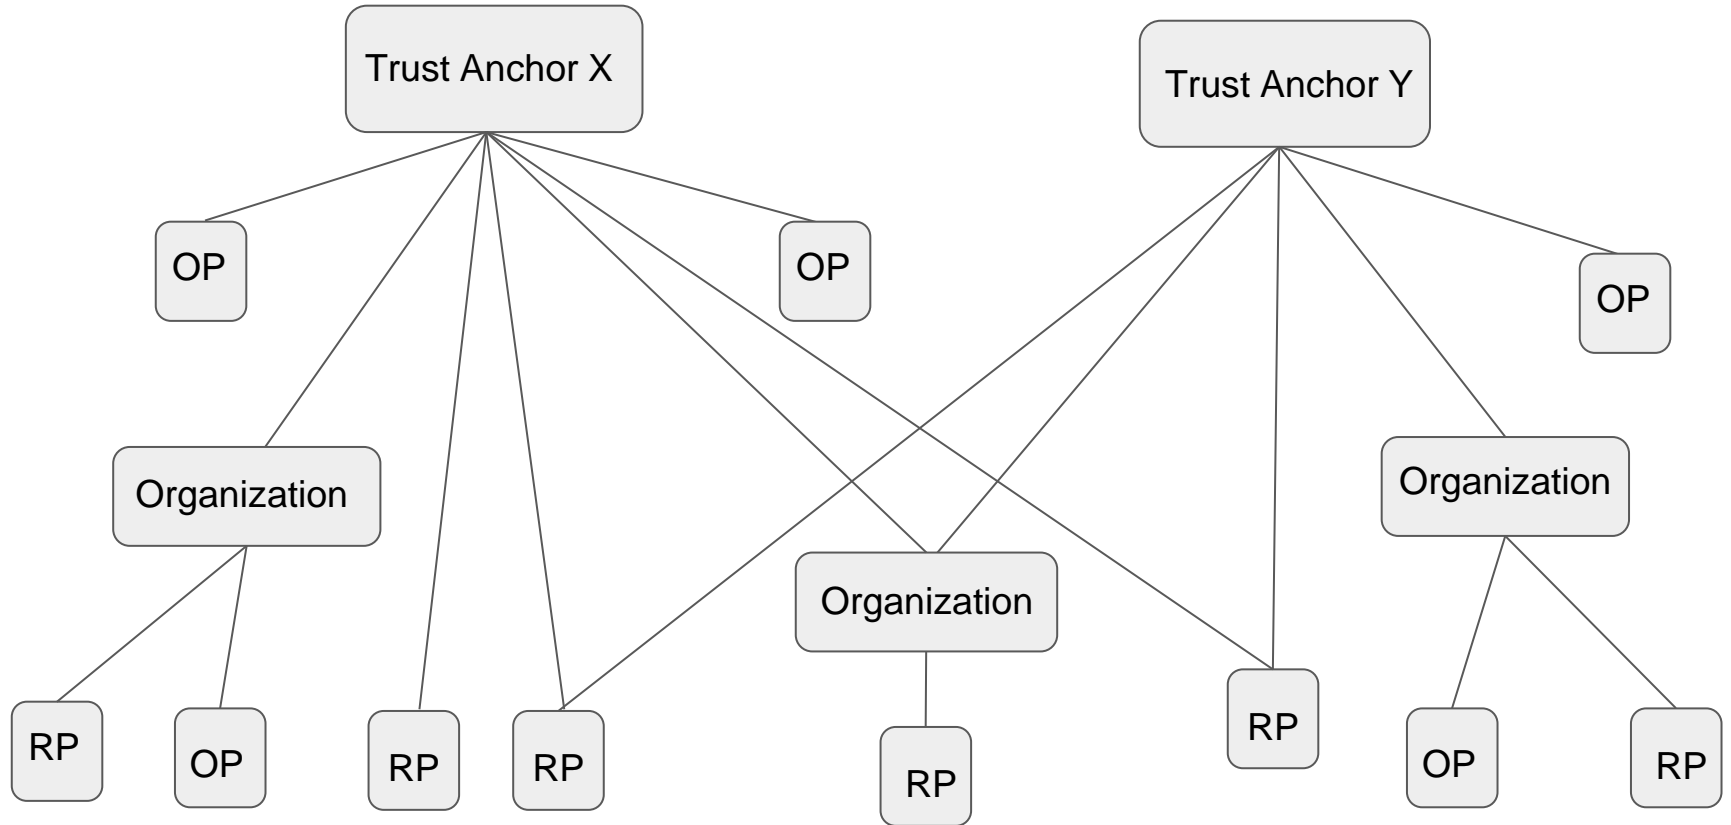 Trust Anchor X
Trust Anchor Y
OP
OP
OP
Organization
Organization
Organization
RP
OP
RP
RP
RP
RP
OP
RP